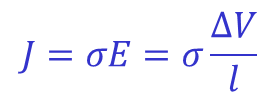 J = σE = σ ΔV/l